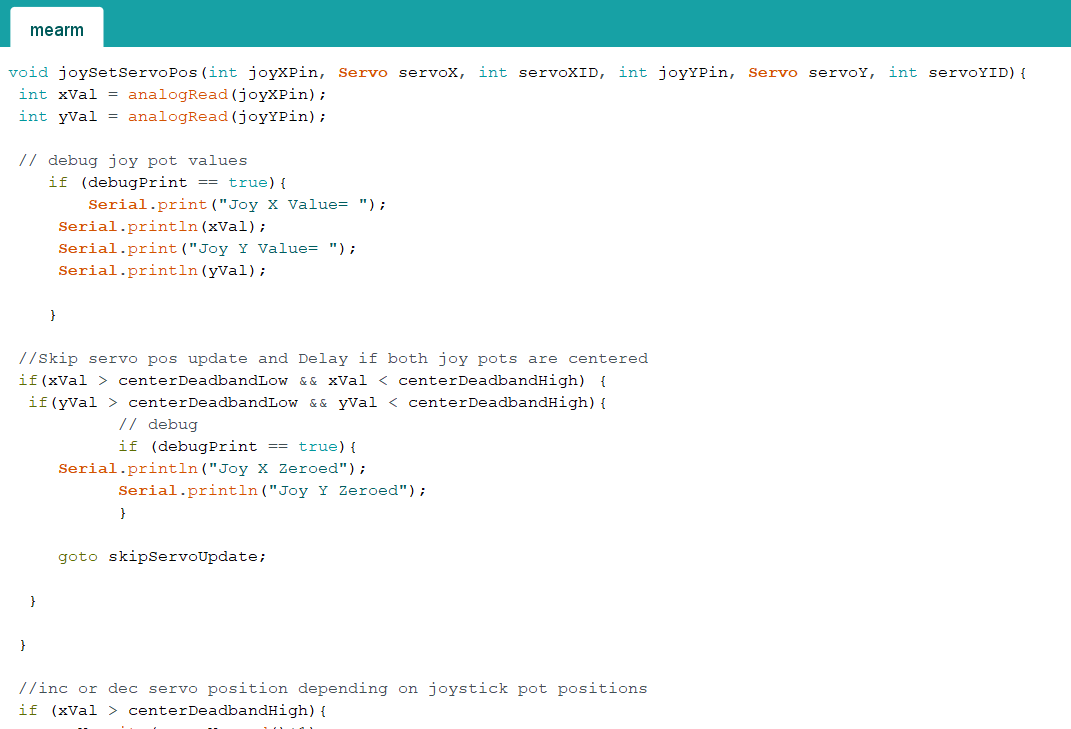 mearm
void joySetServoPos(int joyXPin, Servo servoX, int servoXID, int joyYPin, Servo servoY, int servoYID){
int xVal = analogRead(joyXPin);
int yVal = analogRead(joyYPin);
// debug joy pot values
if (debugPrint == true){
Serial.print("Joy X Value= ");
Serial.println(xVal);
Serial.print("Joy Y Value= ");
Serial.println(yVal);
}
//Skip servo pos update and Delay if both joy pots are centered
if(xVal > centerDeadbandLow && xVal < centerDeadbandHigh) {
if(yVal > centerDeadbandLow && yVal < centerDeadbandHigh){
// debug
if (debugPrint == true){
Serial.println("Joy X Zeroed");
Serial.println("Joy Y Zeroed");
}
goto skipServoUpdate;
}
}
//inc or dec servo position depending on joystick pot positions
if (xVal > centerDeadbandHigh){